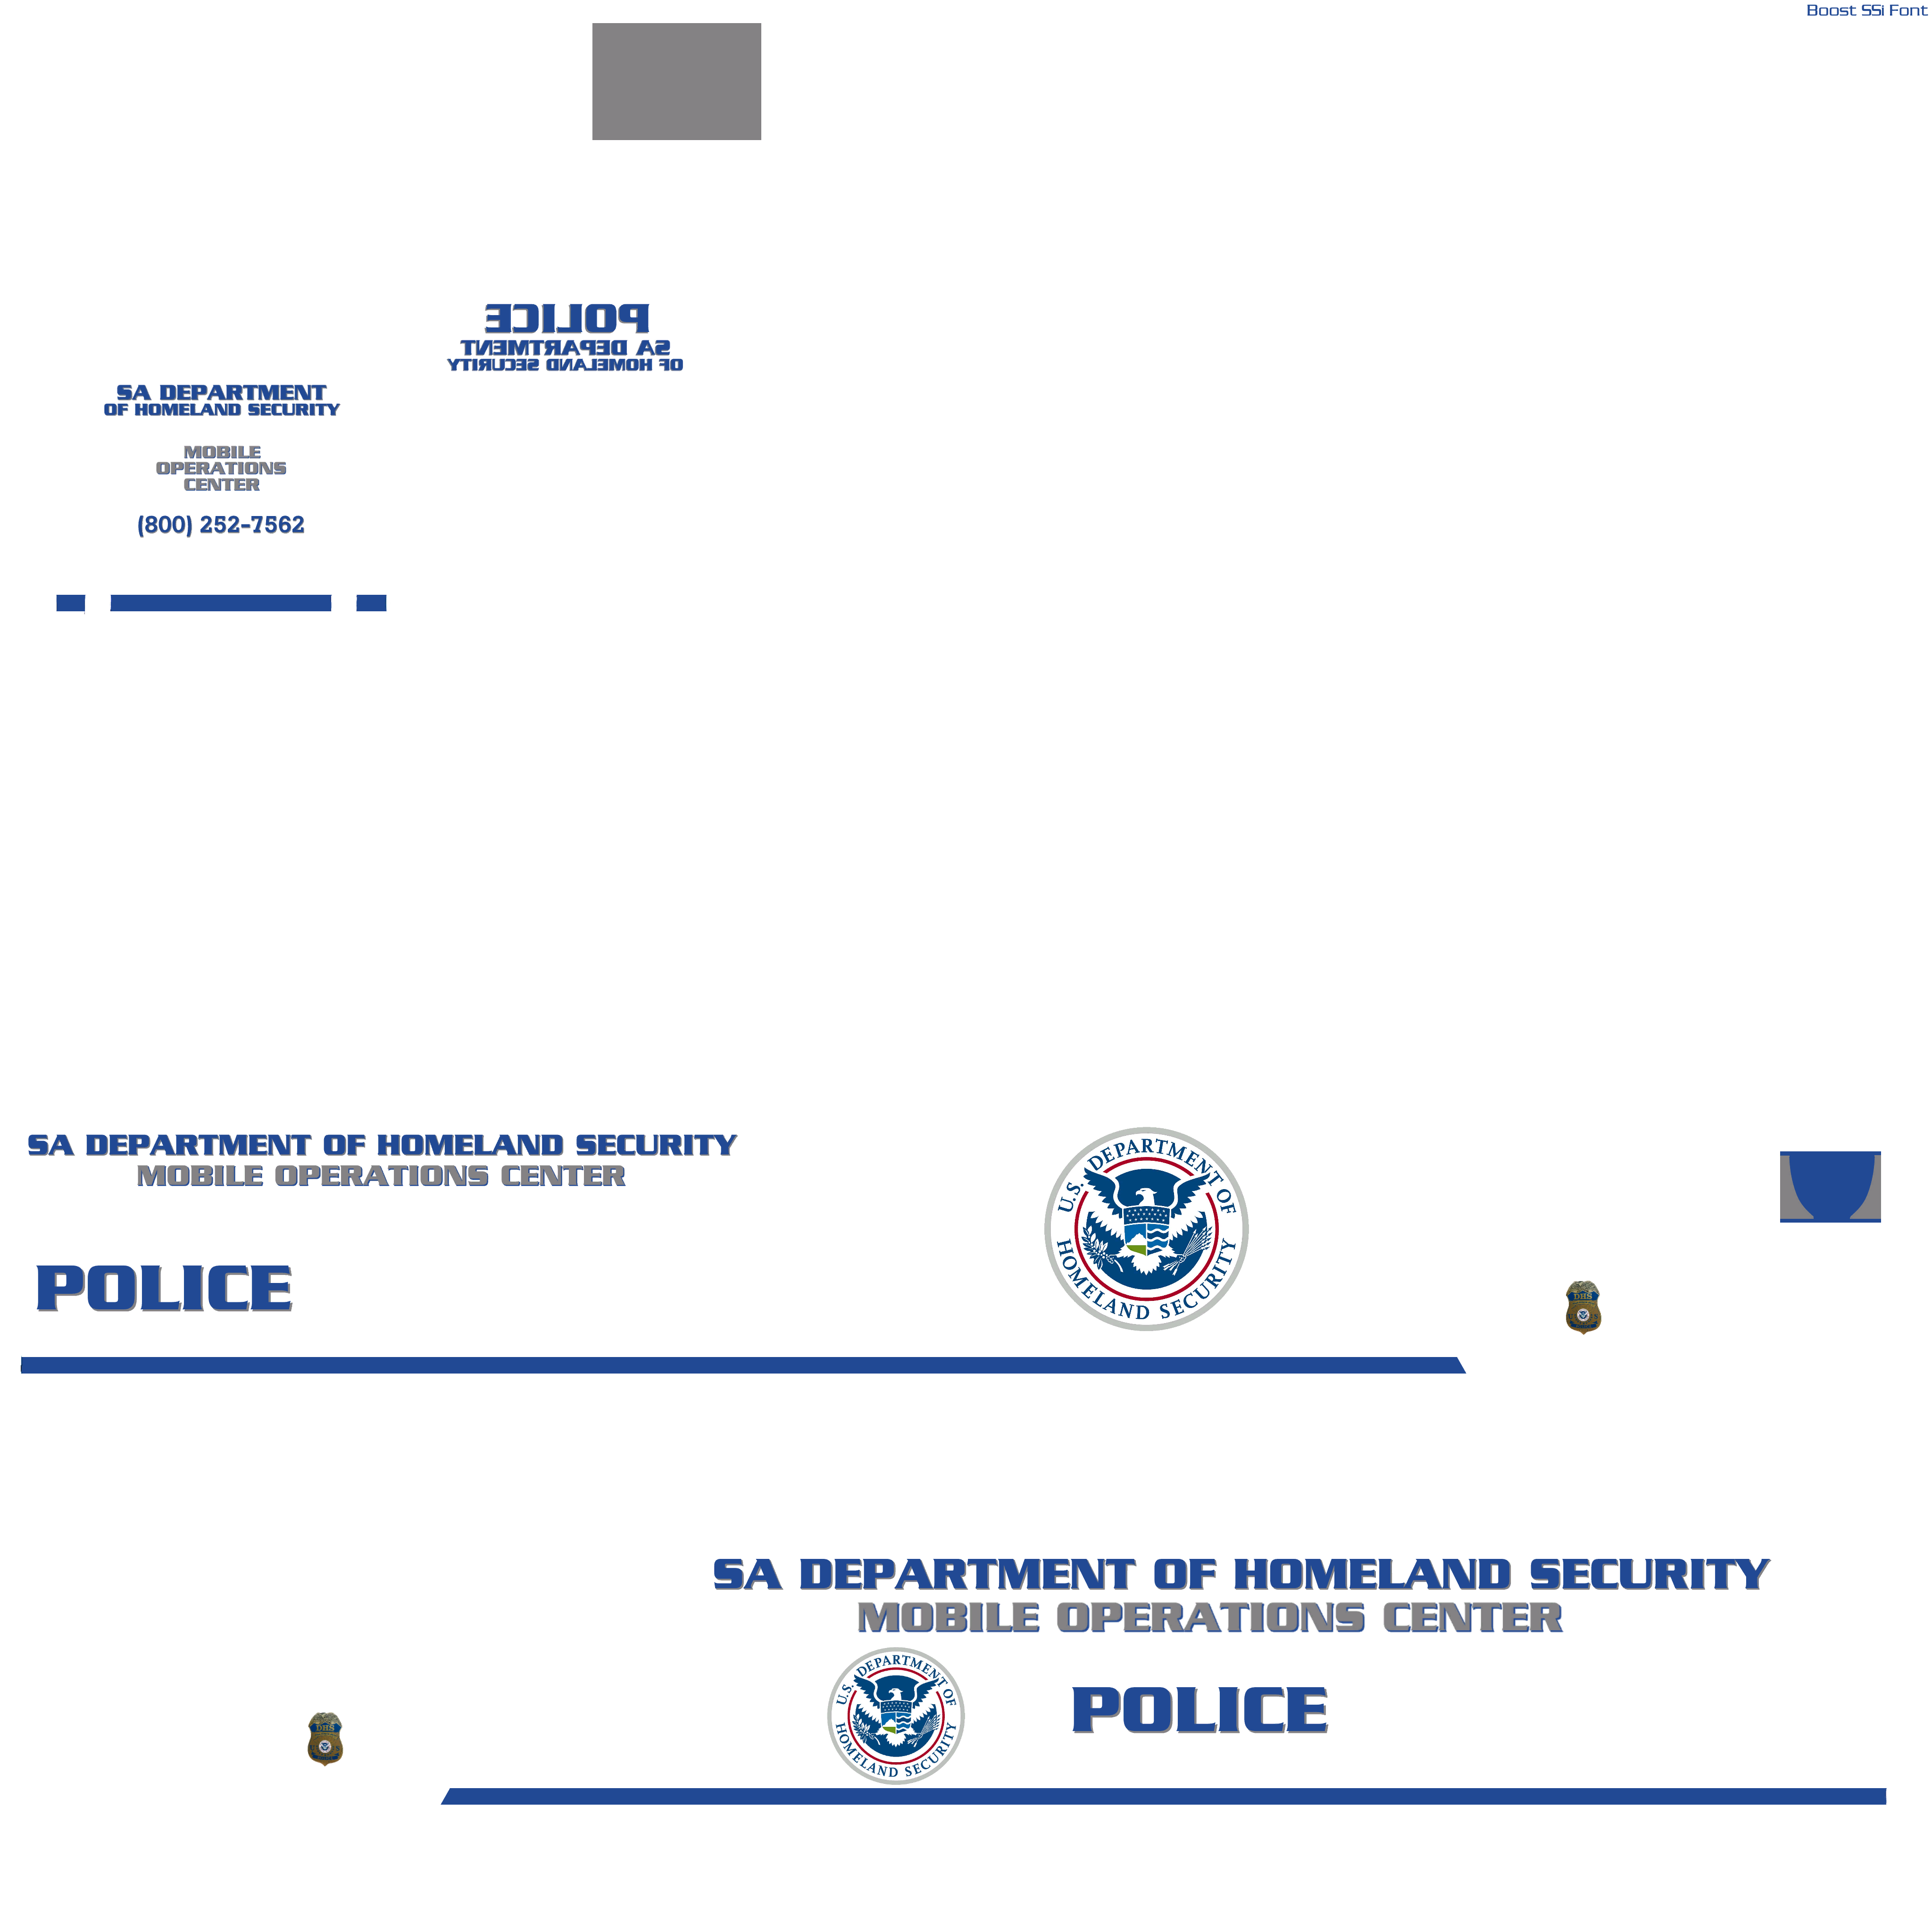 Boost SSi Font
POLICE
SA DEPARTMENT
OF HOMELAND SECURITY
SA DEPARTMENT
OF HOMELAND SECURITY
MOBILE
OPERATIONS
CENTER
(800) 252-7562
SA DEPARTMENT OF HOMELAND SECURITY
MOBILE OPERATIONS CENTER
POLICE
U.S. DEPARTMENT OF
HOMELAND SECURITY
DHS
SA DEPARTMENT OF HOMELAND SECURITY
MOBILE OPERATIONS CENTER
U.S. DEPARTMENT OF
HOMELAND SECURITY
POLICE
DHS